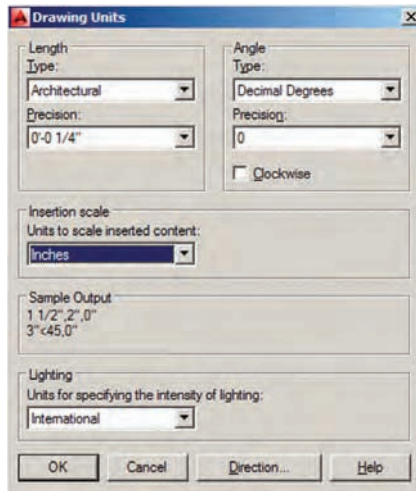 Drawing Units
Length
Type:
Architectural
Precision:
0'-0 1/4"
Angle
Type:
Decimal Degrees
Precision:
0
Clockwise
Insertion scale
Units to scale inserted content:
Inches
Sample Output
1 1/2",2",0"
3"<45,0"
Lighting
Units for specifying the intensity of lighting:
International
OK Cancel Direction... Help